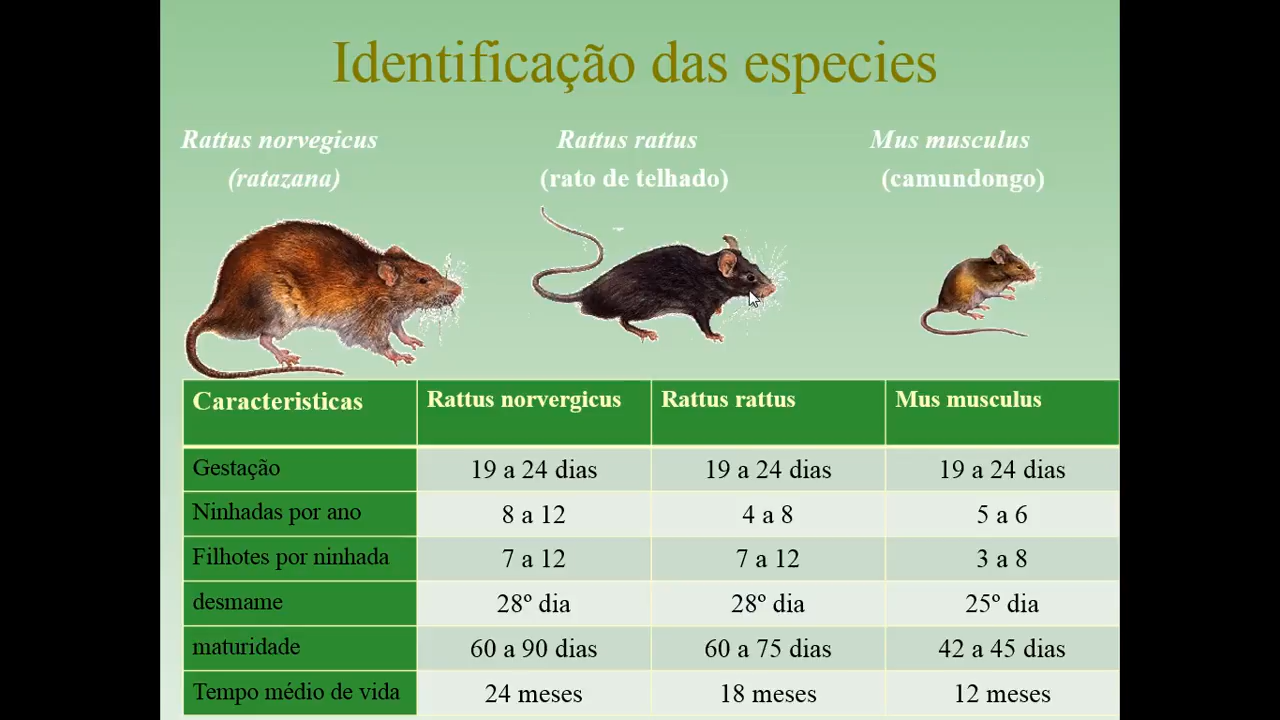 Identificação das especies
Rattus norvegicus
(ratazana)
Rattus rattus
(rato de telhado)
Mus musculus
(camundongo)
Caracteristicas Rattus norvergicus Rattus rattus Mus musculus
Gestação 19 a 24 dias 19 a 24 dias 19 a 24 dias
Ninhadas por ano 8 a 12 4 a 8 5 a 6
Filhotes por ninhada 7 a 12 7 a 12 3 a 8
desmame 28º dia 28º dia 25º dia
maturidade 60 a 90 dias 60 a 75 dias 42 a 45 dias
Tempo médio de vida 24 meses 18 meses 12 meses